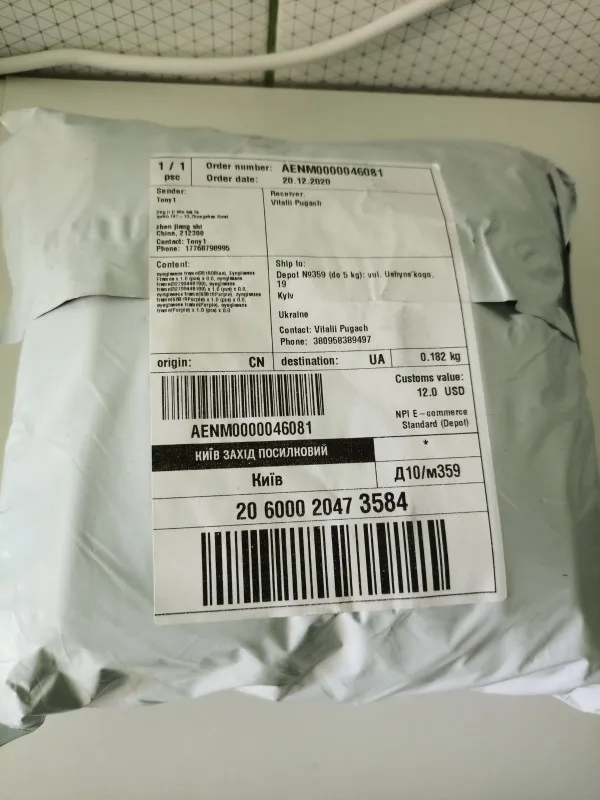 1 / 1
psc
Order number: AENM0000046081
Order date: 20.12.2020
Sender:
Tony1
zhen jiang shi
China, 212300
Contact: Tony1
Phone: 17768798995
Receiver:
Vitalii Pugach
Content:
Ship to:
Depot №359 (do 5 kg): vul. Ushyns'kogo,
19
Kyiv
Ukraine
Contact: Vitalii Pugach
Phone: 380958389497
origin: CN
destination: UA
0.182 kg
AENM0000046081
Customs value:
12.0 USD
NPI E-commerce
Standard (Depot)
КИЇВ ЗАХІД ПОСИЛКОВИЙ
*
Київ
Д10/м359
20 6000 2047 3584